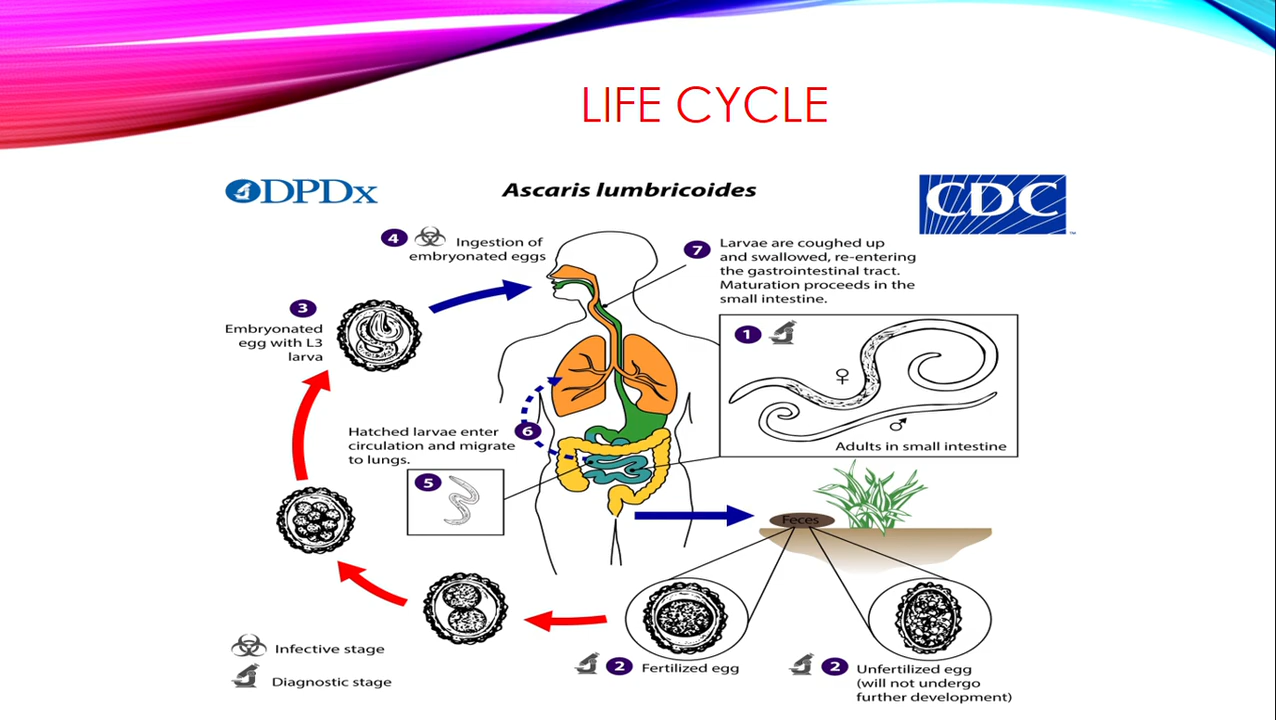 LIFE CYCLE
DPDx
Ascaris lumbricoides
CDC
TM
4
Ingestion of
embryonated eggs
7
Larvae are coughed up
and swallowed, re-entering
the gastrointestinal tract.
Maturation proceeds in the
small intestine.
3
Embryonated
egg with L3
larva
1
♀
♂
Adults in small intestine
Hatched larvae enter
circulation and migrate
to lungs.
6
5
Feces
Infective stage
Diagnostic stage
2
Fertilized egg
2
Unfertilized egg
(will not undergo
further development)